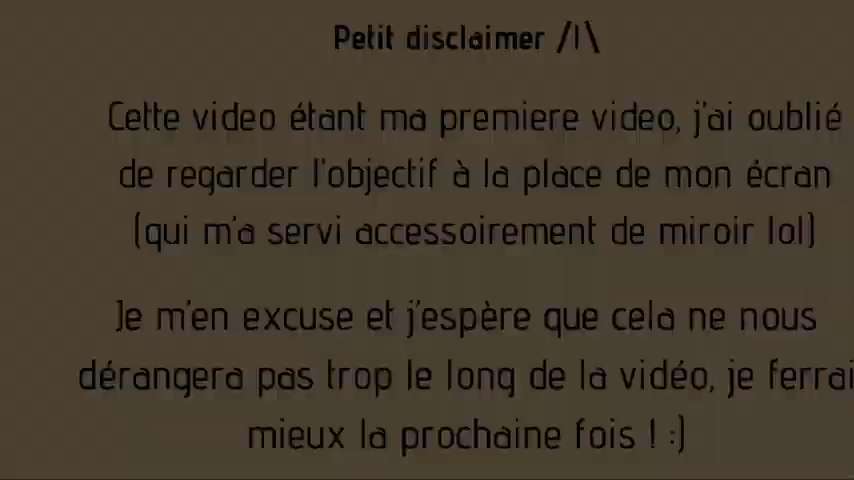 Petit disclaimer /!\
Cette video étant ma premiere video, j'ai oublié
de regarder l'objectif à la place de mon écran
(qui m'a servi accessoirement de miroir lol)
Je m'en excuse et j'espère que cela ne nous
dérangera pas trop le long de la vidéo, je ferrai
mieux la prochaine fois ! :)